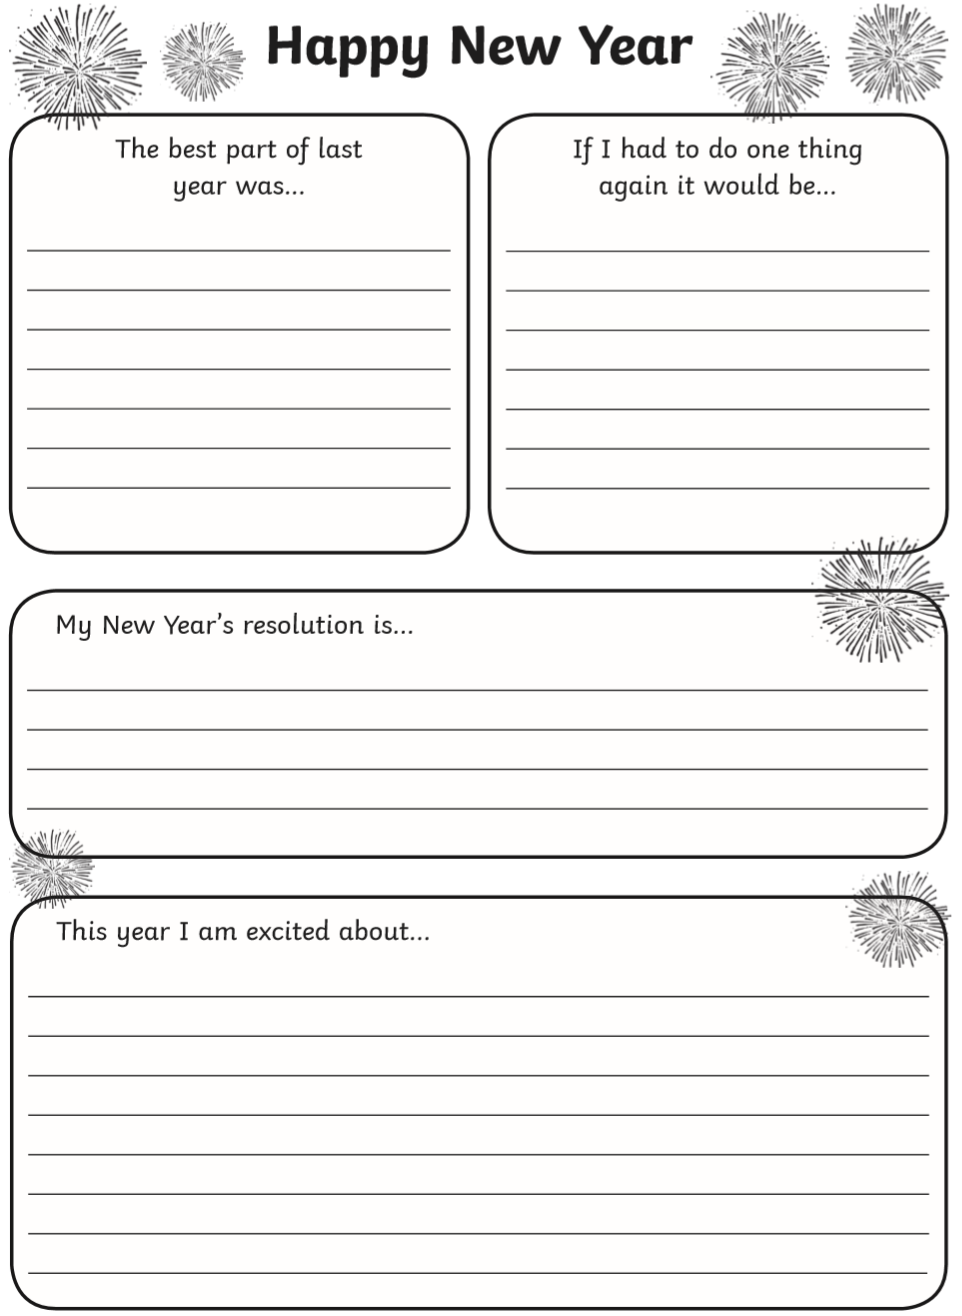 Happy New Year
The best part of last
year was...
If I had to do one thing
again it would be...
My New Year's resolution is...
This year I am excited about...